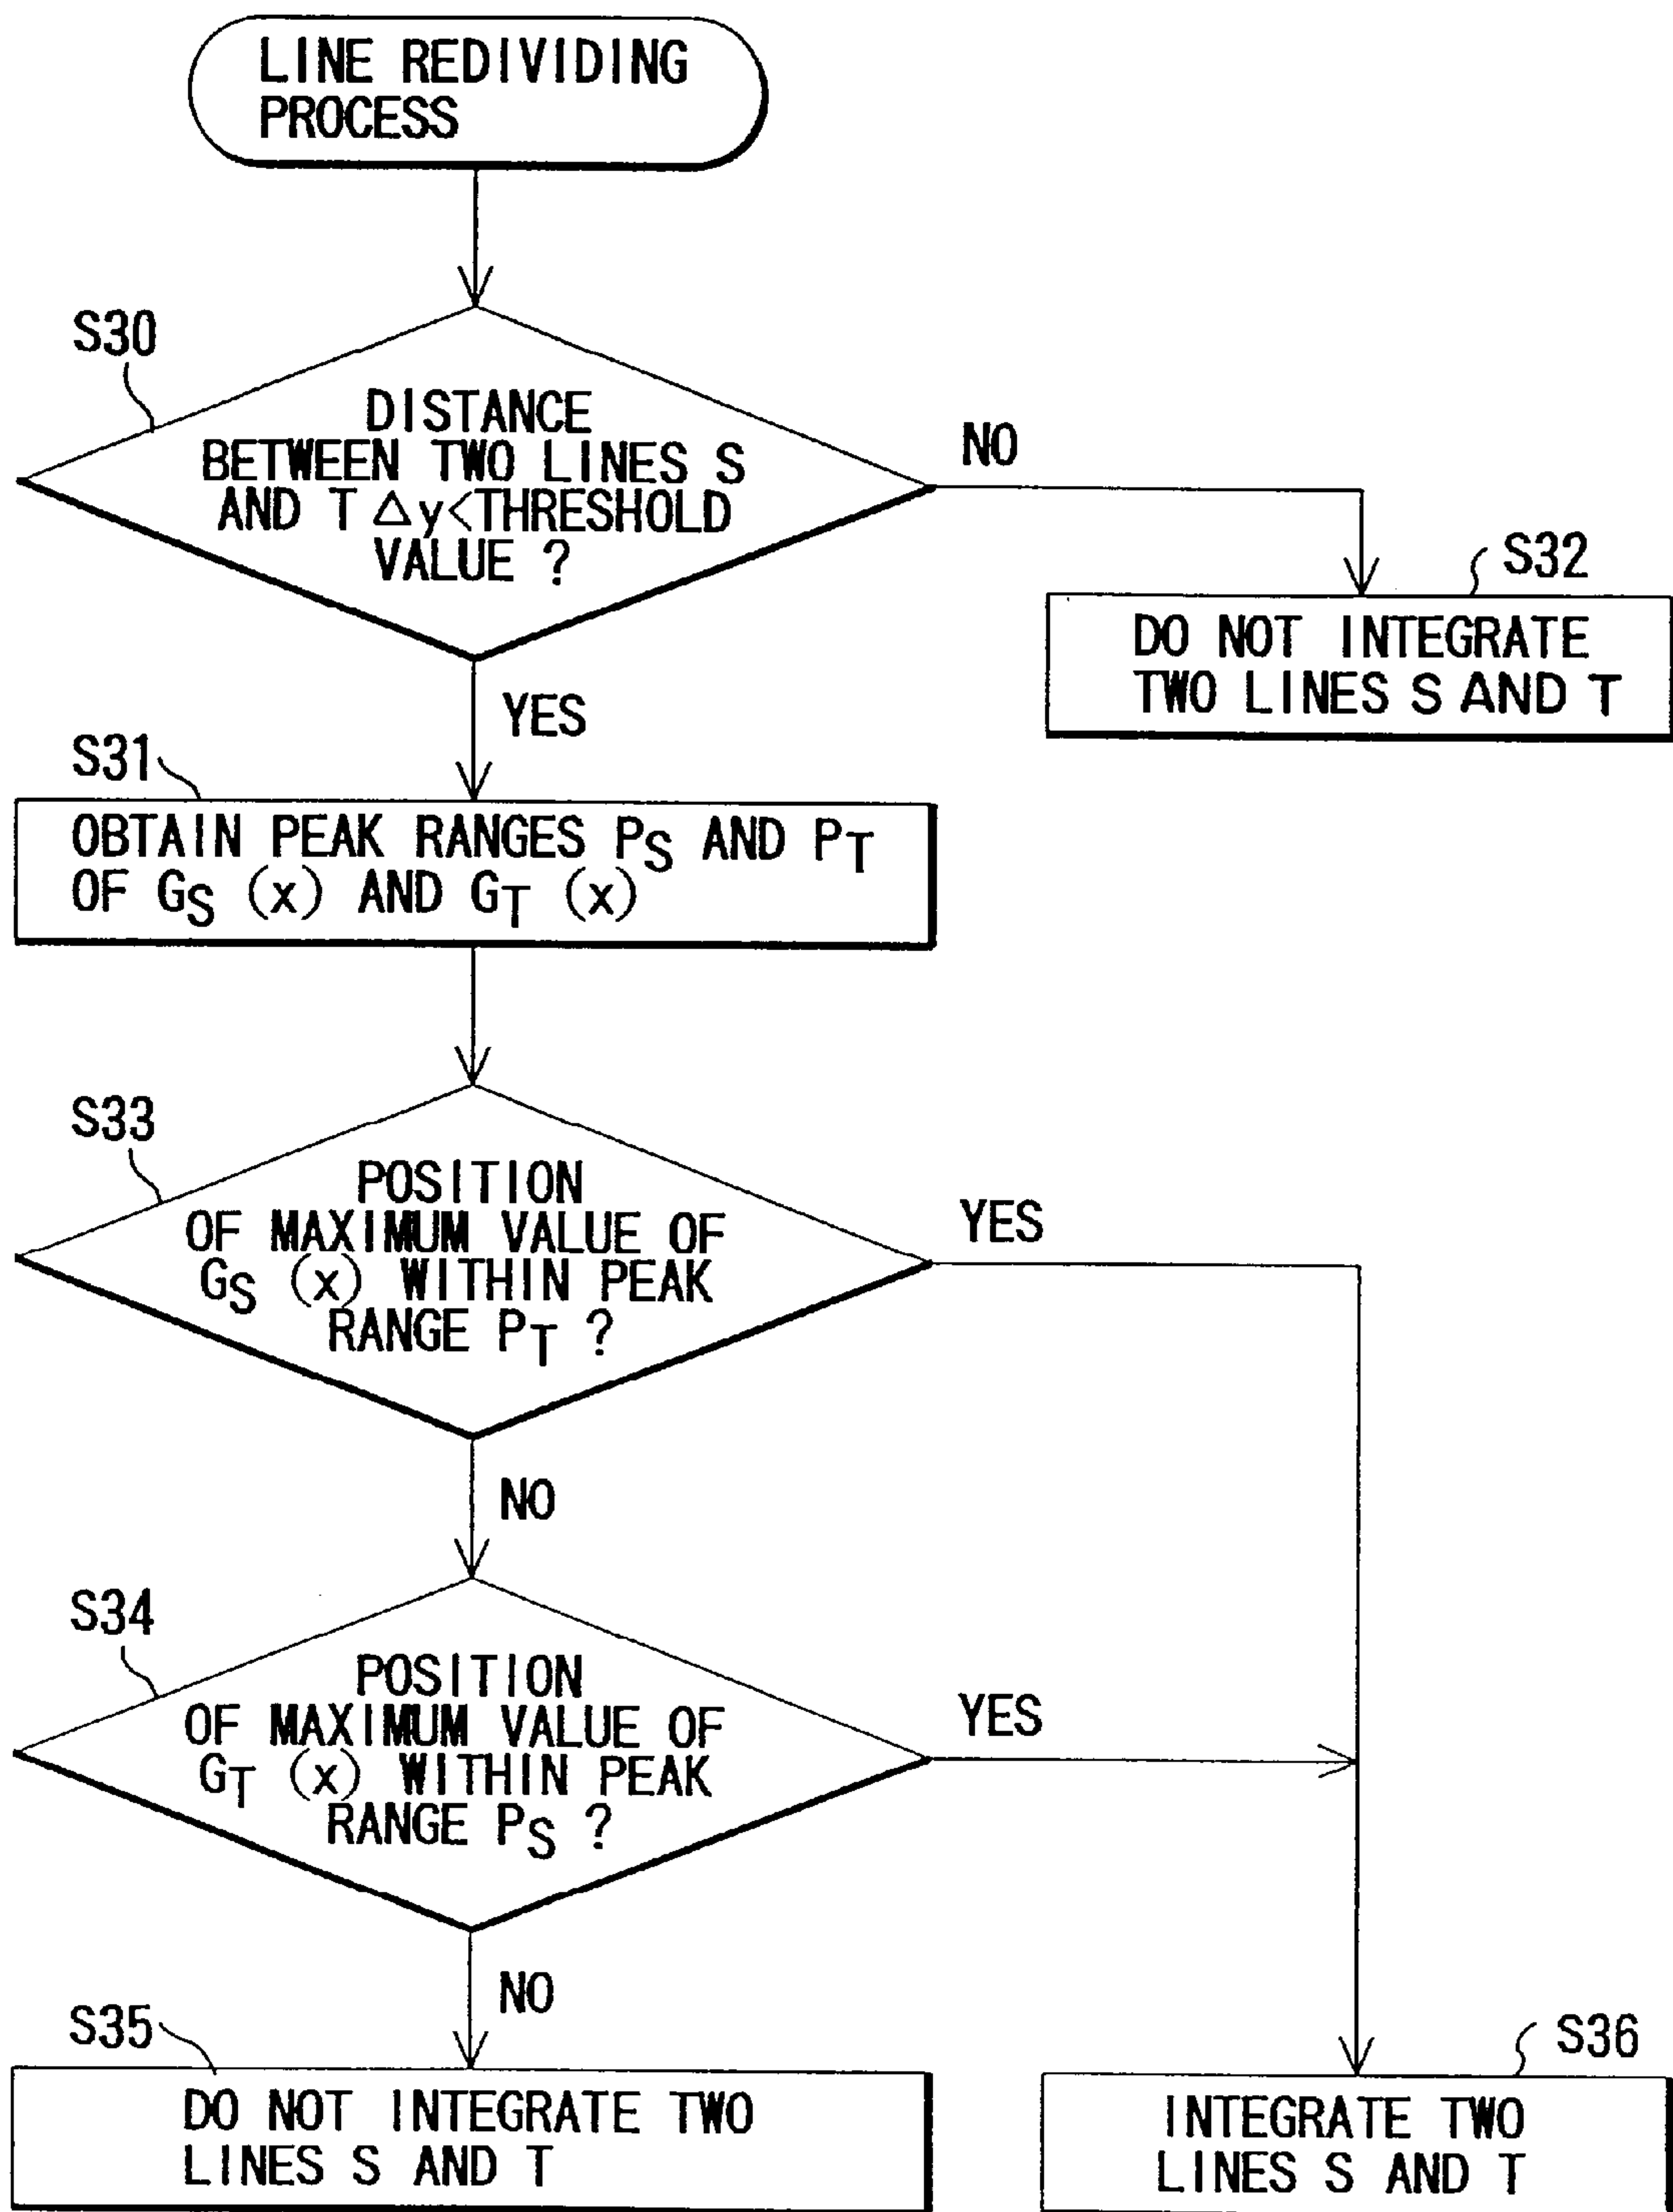 LINE REDIVIDING
PROCESS
S30
DISTANCE
BETWEEN TWO LINES S
AND T △y<THRESHOLD
VALUE ?
NO
S32
DO NOT INTEGRATE
TWO LINES S AND T
YES
S31
OBTAIN PEAK RANGES PS AND PT
OF GS (x) AND GT (x)
S33
POSITION
OF MAXIMUM VALUE OF
GS (x) WITHIN PEAK
RANGE PT ?
YES
NO
S34
POSITION
OF MAXIMUM VALUE OF
GT (x) WITHIN PEAK
RANGE PS ?
YES
NO
S35
DO NOT INTEGRATE TWO
LINES S AND T
S36
INTEGRATE TWO
LINES S AND T